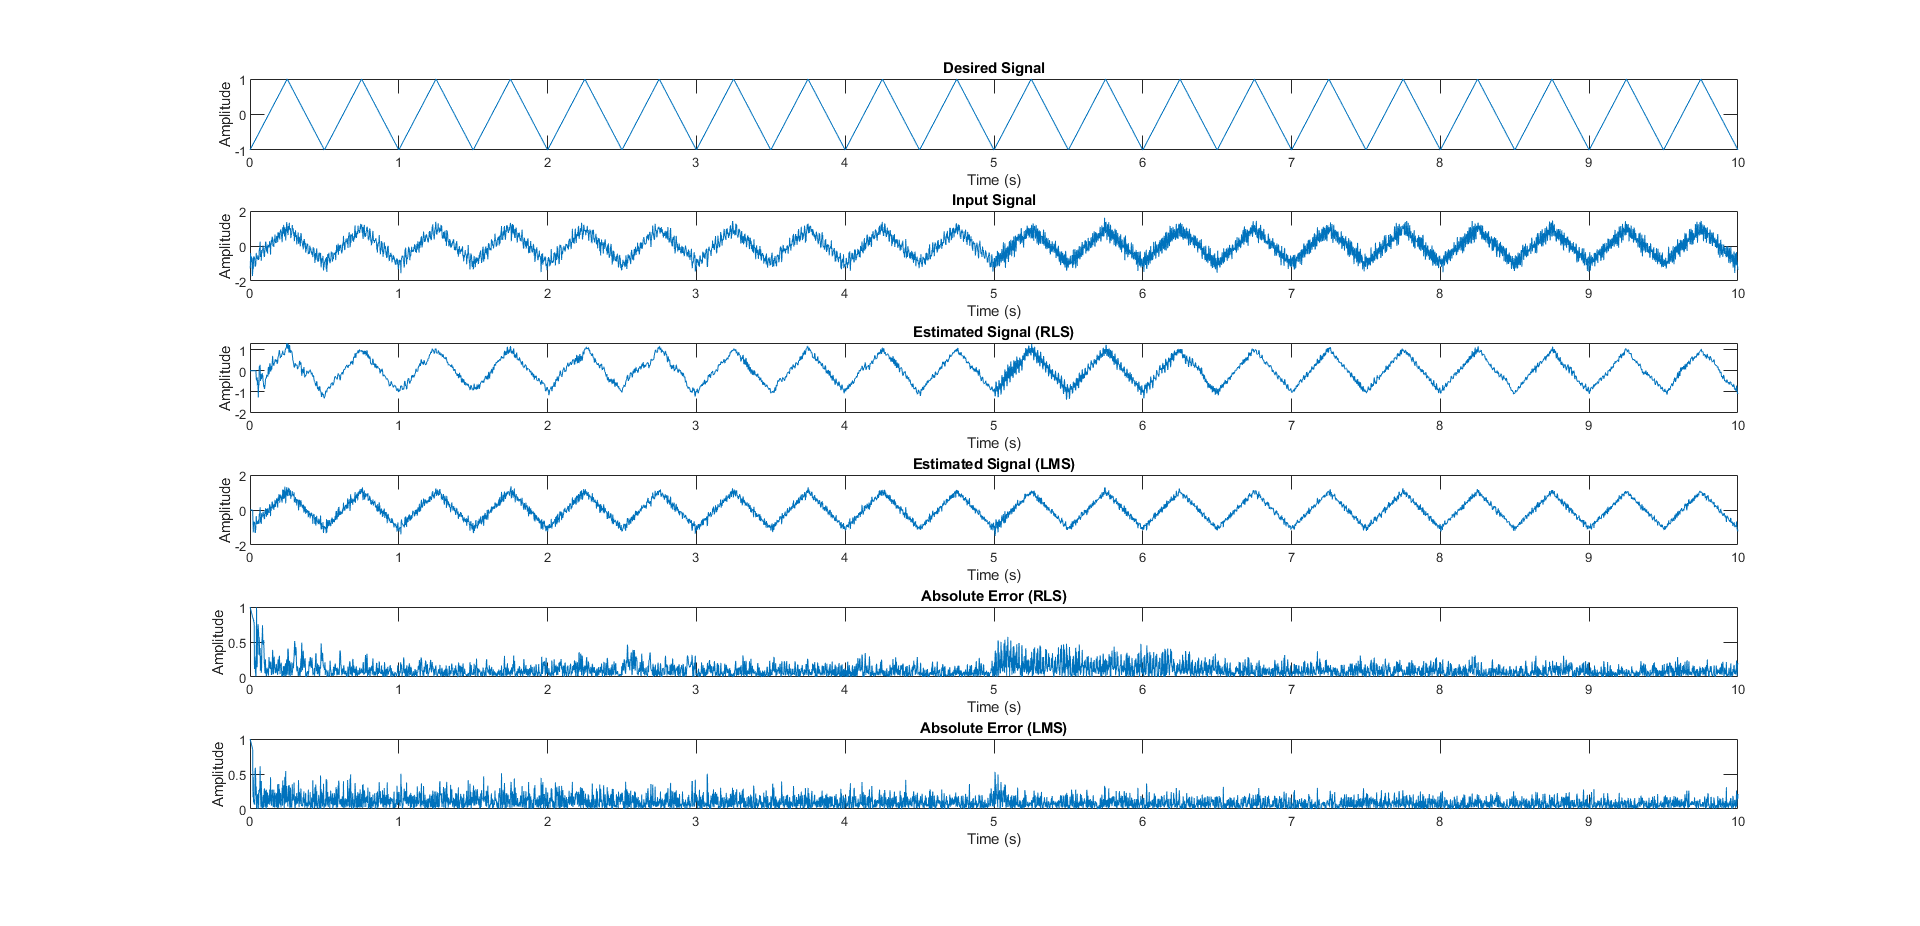 Desired Signal
Amplitude
1
0
-1
0 1 2 3 4 5 6 7 8 9 10
Time (s)
Input Signal
Amplitude
2
0
-2
0 1 2 3 4 5 6 7 8 9 10
Time (s)
Estimated Signal (RLS)
Amplitude
1
0
-1
-2
0 1 2 3 4 5 6 7 8 9 10
Time (s)
Estimated Signal (LMS)
Amplitude
2
0
-2
0 1 2 3 4 5 6 7 8 9 10
Time (s)
Absolute Error (RLS)
Amplitude
1
0.5
0
0 1 2 3 4 5 6 7 8 9 10
Time (s)
Absolute Error (LMS)
Amplitude
1
0.5
0
0 1 2 3 4 5 6 7 8 9 10
Time (s)